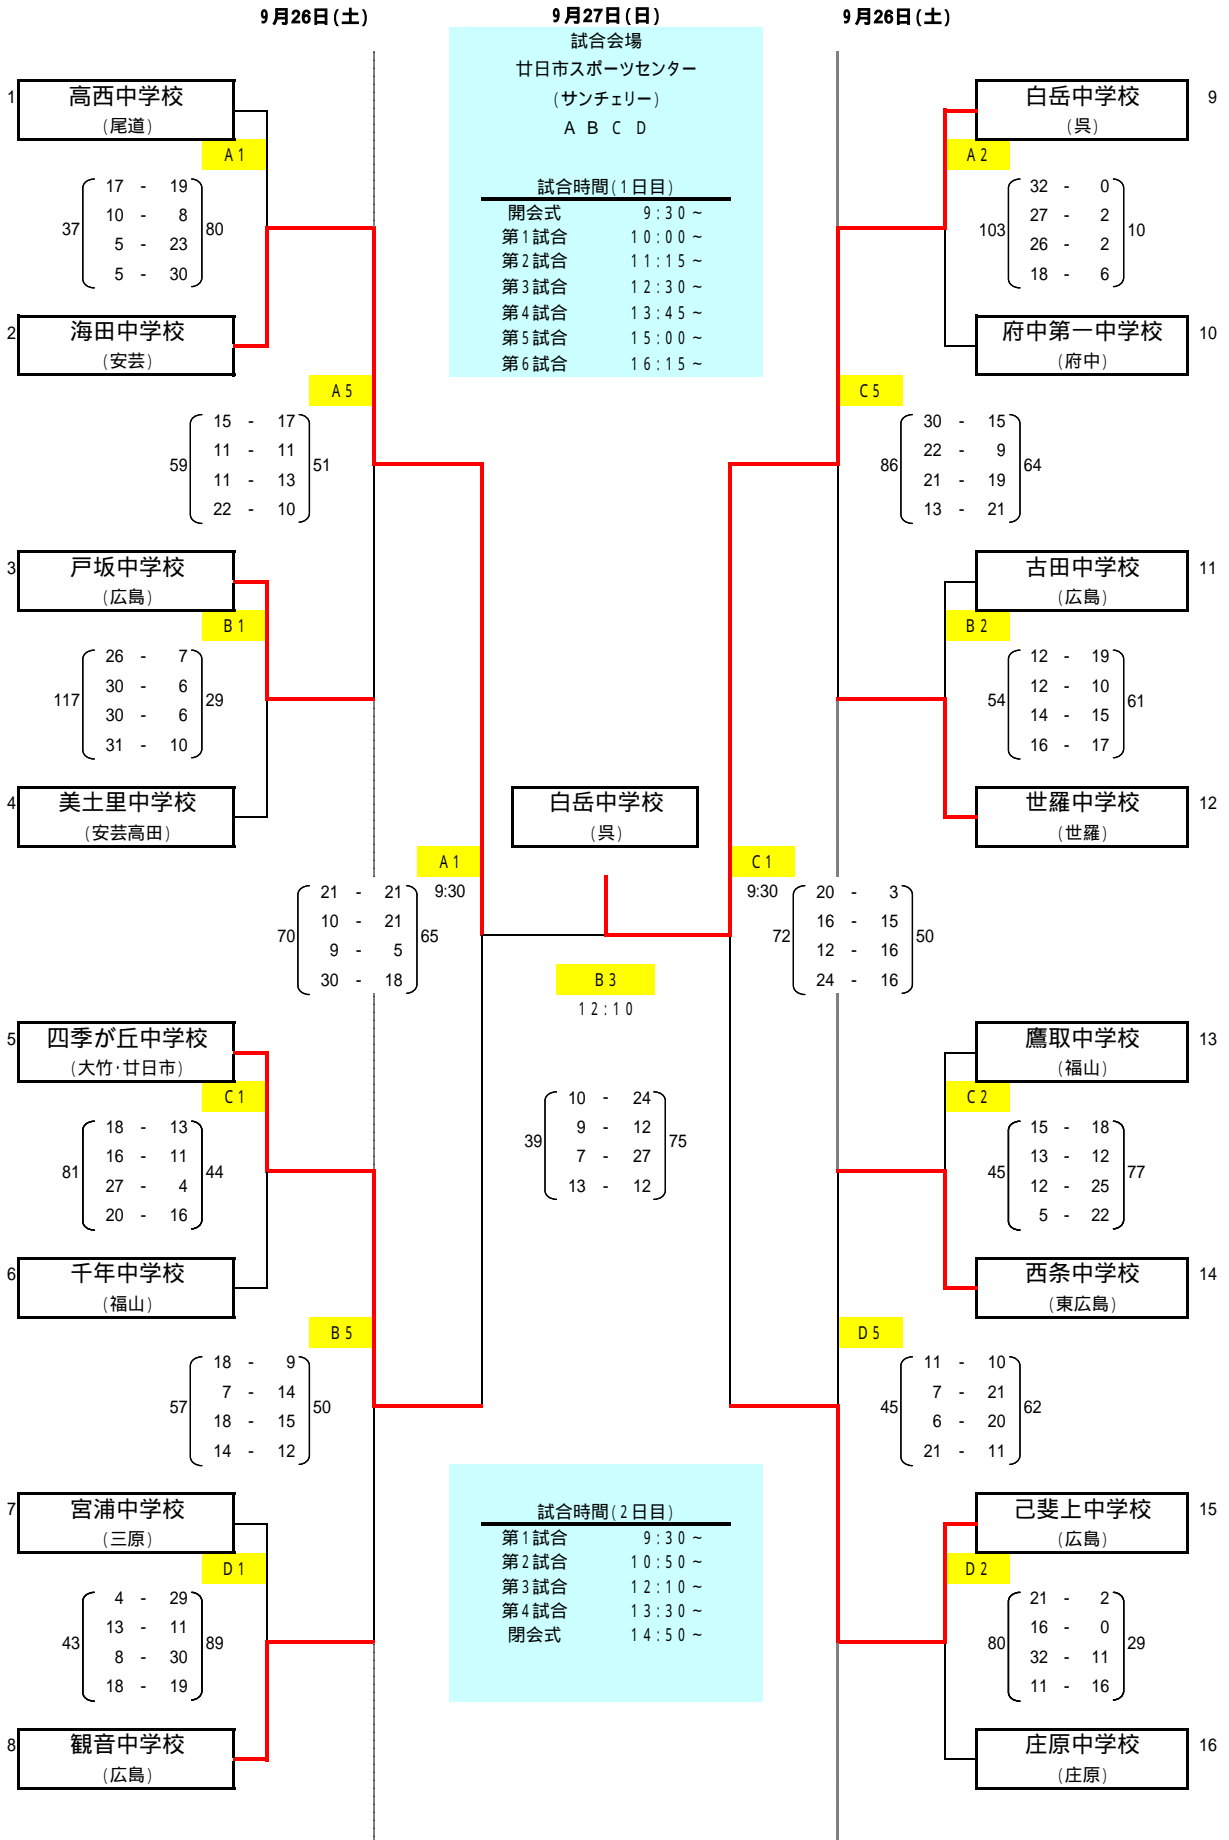 9月26日(土)
9月27日(日)
9月26日(土)
試合会場
廿日市スポーツセンター
(サンチェリー)
A B C D
試合時間(1日目)
開会式 9:30~
第1試合 10:00~
第2試合 11:15~
第3試合 12:30~
第4試合 13:45~
第5試合 15:00~
第6試合 16:15~
1 高西中学校
(尾道)
A1
17 - 19
10 - 8
37 80
5 - 23
5 - 30
2 海田中学校
(安芸)
A5
15 - 17
11 - 11
59 51
11 - 13
22 - 10
3 戸坂中学校
(広島)
B1
26 - 7
30 - 6
117 29
30 - 6
31 - 10
4 美土里中学校
(安芸高田)
A1
9:30
21 - 21
10 - 21
70 65
9 - 5
30 - 18
5 四季が丘中学校
(大竹・廿日市)
C1
18 - 13
16 - 11
81 44
27 - 4
20 - 16
6 千年中学校
(福山)
B5
18 - 9
7 - 14
57 50
18 - 15
14 - 12
7 宮浦中学校
(三原)
D1
4 - 29
13 - 11
43 89
8 - 30
18 - 19
8 観音中学校
(広島)
白岳中学校
(呉)
B3
12:10
10 - 24
9 - 12
39 75
7 - 27
13 - 12
試合時間(2日目)
第1試合 9:30~
第2試合 10:50~
第3試合 12:10~
第4試合 13:30~
閉会式 14:50~
白岳中学校 9
(呉)
A2
32 - 0
27 - 2
103 10
26 - 2
18 - 6
府中第一中学校 10
(府中)
C5
30 - 15
22 - 9
86 64
21 - 19
13 - 21
古田中学校 11
(広島)
B2
12 - 19
12 - 10
54 61
14 - 15
16 - 17
世羅中学校 12
(世羅)
C1
9:30
20 - 3
16 - 15
72 50
12 - 16
24 - 16
鷹取中学校 13
(福山)
C2
15 - 18
13 - 12
45 77
12 - 25
5 - 22
西条中学校 14
(東広島)
D5
11 - 10
7 - 21
45 62
6 - 20
21 - 11
己斐上中学校 15
(広島)
D2
21 - 2
16 - 0
80 29
32 - 11
11 - 16
庄原中学校 16
(庄原)